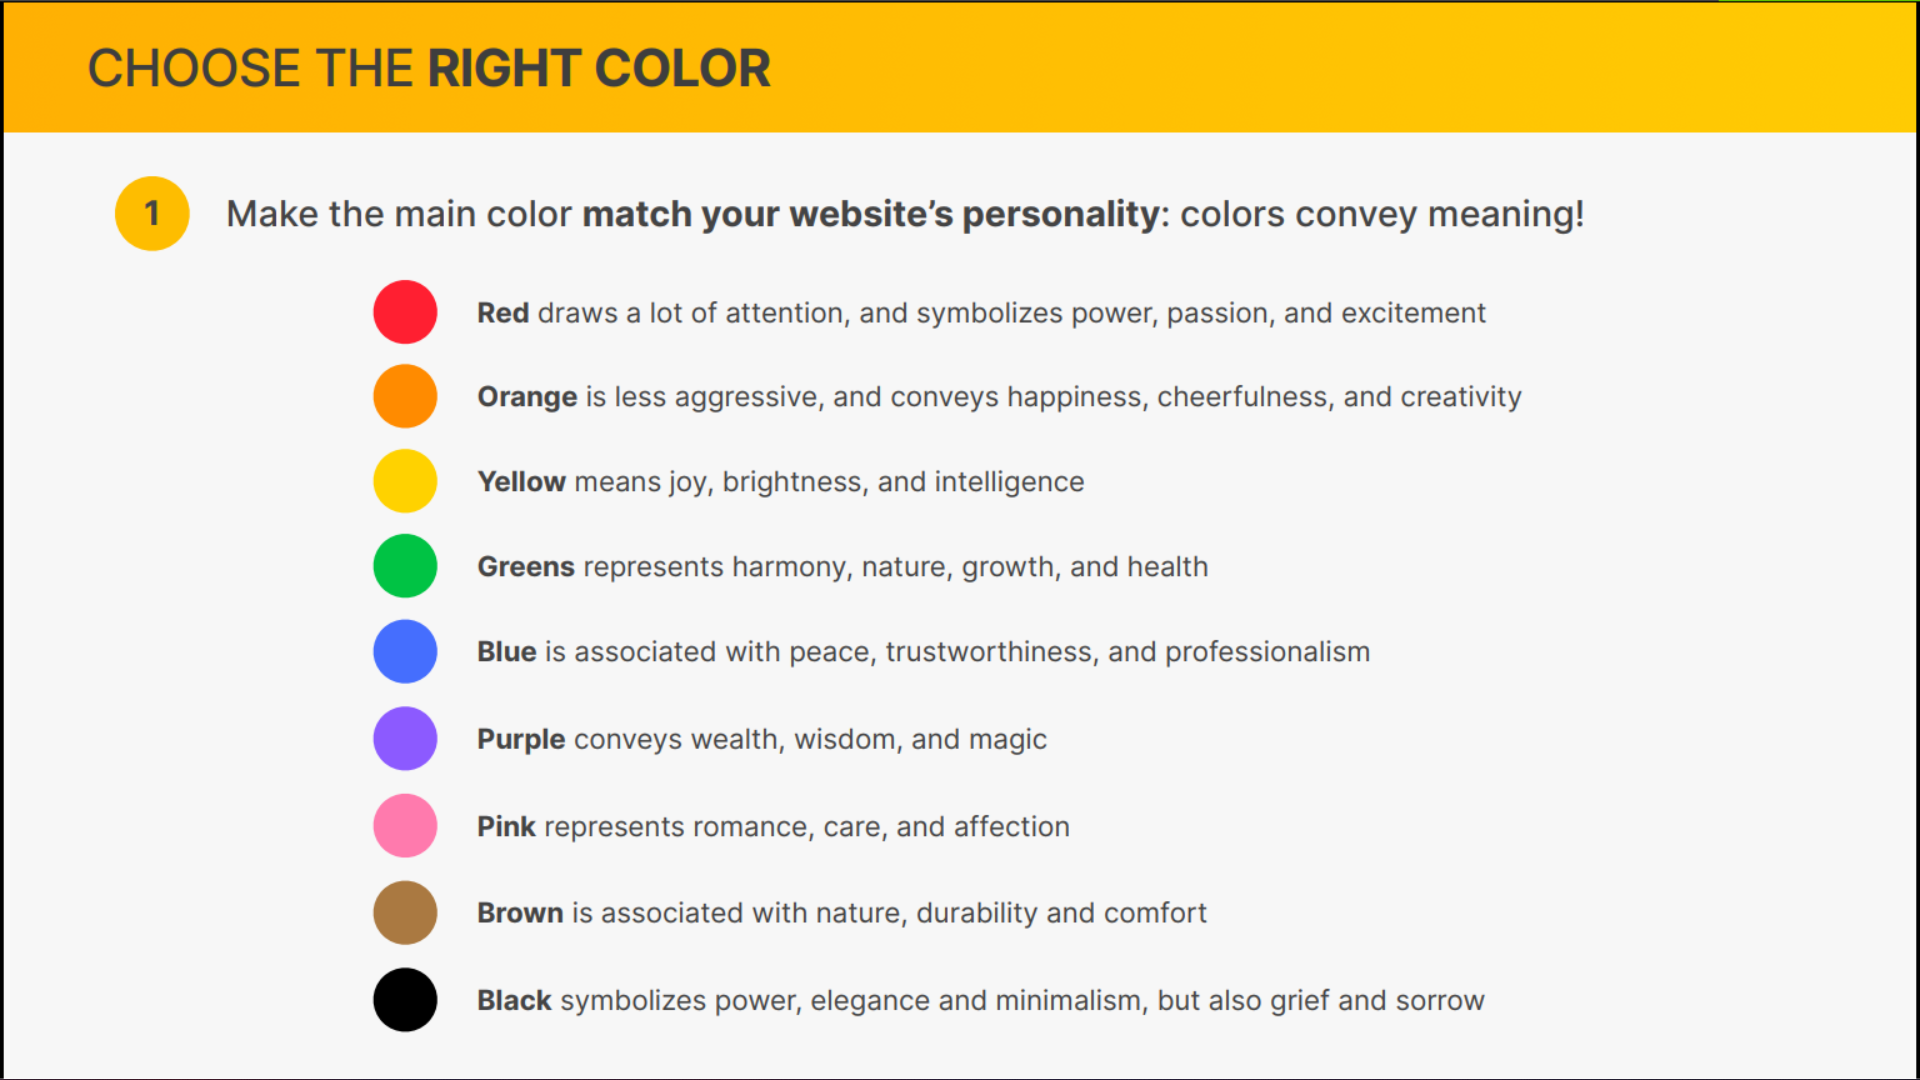 CHOOSE THE RIGHT COLOR
1
Make the main color match your website’s personality: colors convey meaning!
Red draws a lot of attention, and symbolizes power, passion, and excitement
Orange is less aggressive, and conveys happiness, cheerfulness, and creativity
Yellow means joy, brightness, and intelligence
Greens represents harmony, nature, growth, and health
Blue is associated with peace, trustworthiness, and professionalism
Purple conveys wealth, wisdom, and magic
Pink represents romance, care, and affection
Brown is associated with nature, durability and comfort
Black symbolizes power, elegance and minimalism, but also grief and sorrow